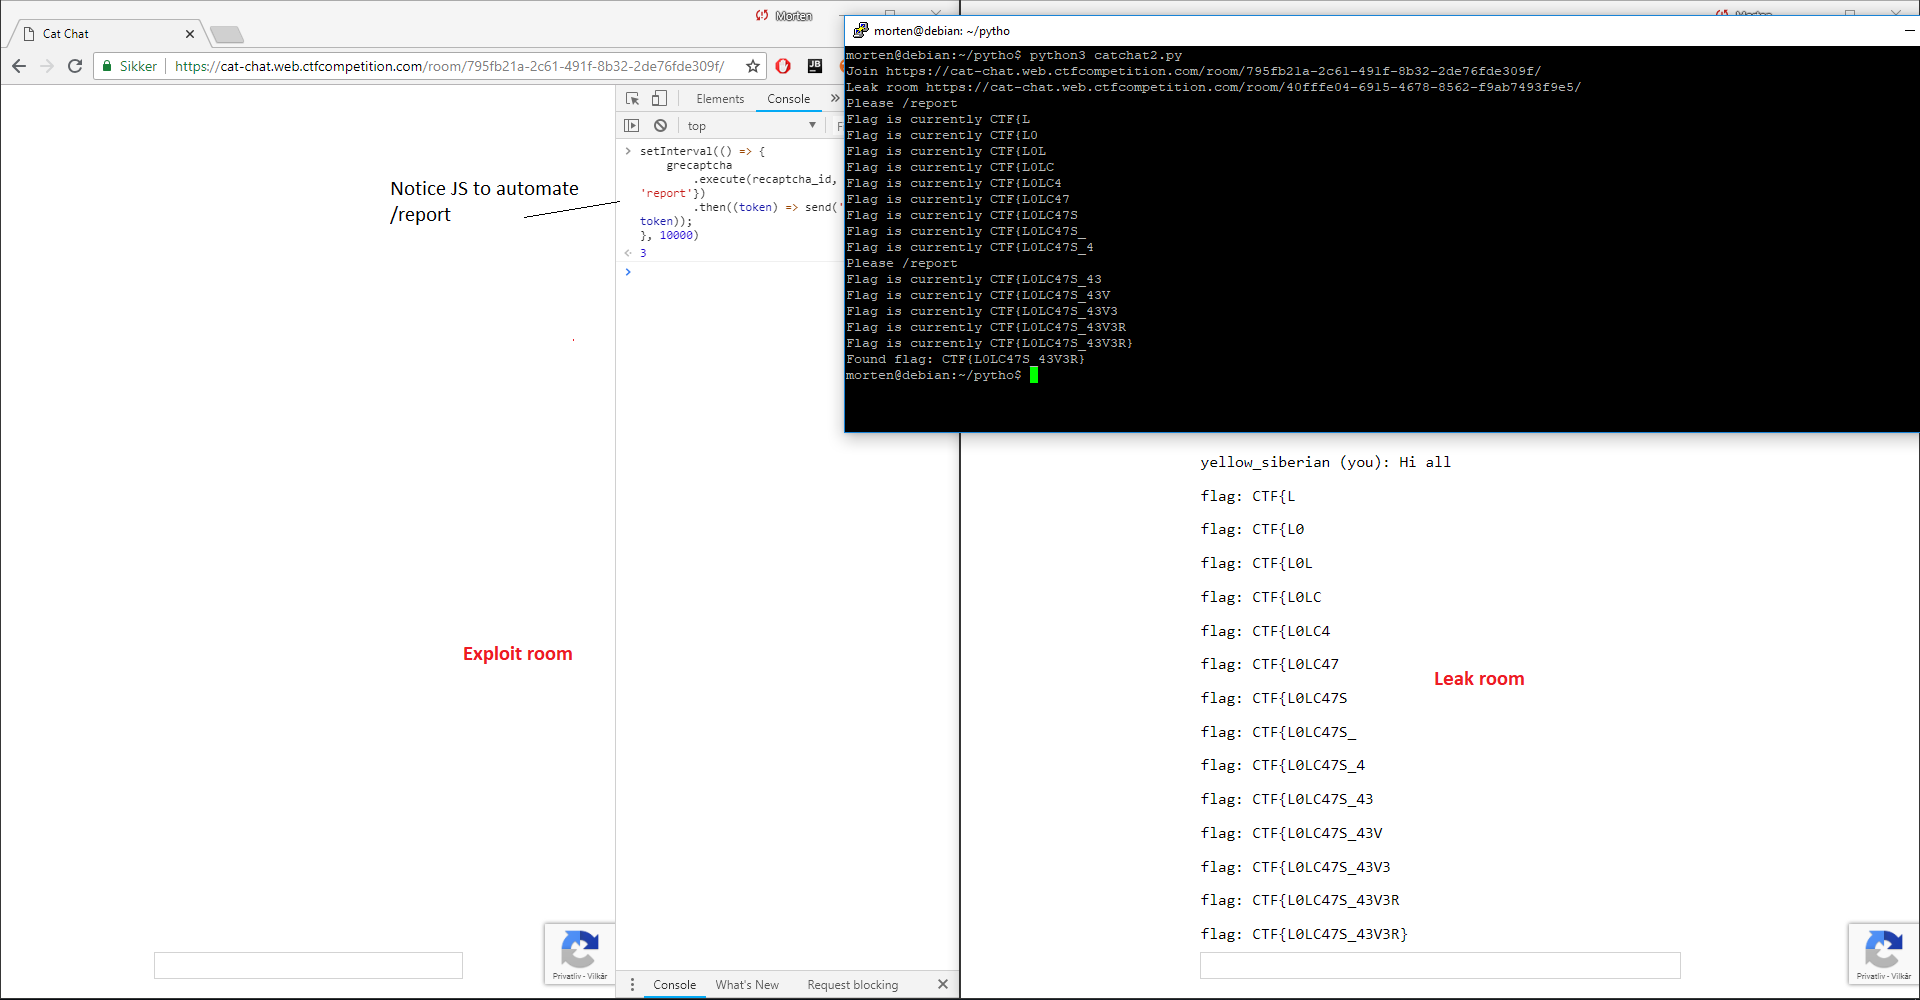 Morten
Cat Chat
Sikker https://cat-chat.web.ctfcompetition.com/room/795fb21a-2c61-491f-8b32-2de76fde309f/
JB
Elements Console »
top
setInterval(() => {
grecaptcha
.execute(recaptcha_id,
'report'})
.then((token) => send('
token));
}, 10000)
3
Notice JS to automate
/report
Exploit room
Privatliv - Vilkår
Console What's New Request blocking
morten@debian: ~/pytho
morten@debian:~/pytho$ python3 catchat2.py
Join https://cat-chat.web.ctfcompetition.com/room/795fb21a-2c61-491f-8b32-2de76fde309f/
Leak room https://cat-chat.web.ctfcompetition.com/room/40fffe04-6915-4678-8562-f9ab7493f9e5/
Please /report
Flag is currently CTF{L
Flag is currently CTF{L0
Flag is currently CTF{L0L
Flag is currently CTF{L0LC
Flag is currently CTF{L0LC4
Flag is currently CTF{L0LC47
Flag is currently CTF{L0LC47S
Flag is currently CTF{L0LC47S_
Flag is currently CTF{L0LC47S_4
Please /report
Flag is currently CTF{L0LC47S_43
Flag is currently CTF{L0LC47S_43V
Flag is currently CTF{L0LC47S_43V3
Flag is currently CTF{L0LC47S_43V3R
Flag is currently CTF{L0LC47S_43V3R}
Found flag: CTF{L0LC47S_43V3R}
morten@debian:~/pytho$
yellow_siberian (you): Hi all
flag: CTF{L
flag: CTF{L0
flag: CTF{L0L
flag: CTF{L0LC
flag: CTF{L0LC4
flag: CTF{L0LC47
flag: CTF{L0LC47S
flag: CTF{L0LC47S_
flag: CTF{L0LC47S_4
flag: CTF{L0LC47S_43
flag: CTF{L0LC47S_43V
flag: CTF{L0LC47S_43V3
flag: CTF{L0LC47S_43V3R
flag: CTF{L0LC47S_43V3R}
Leak room
Privatliv - Vilkår